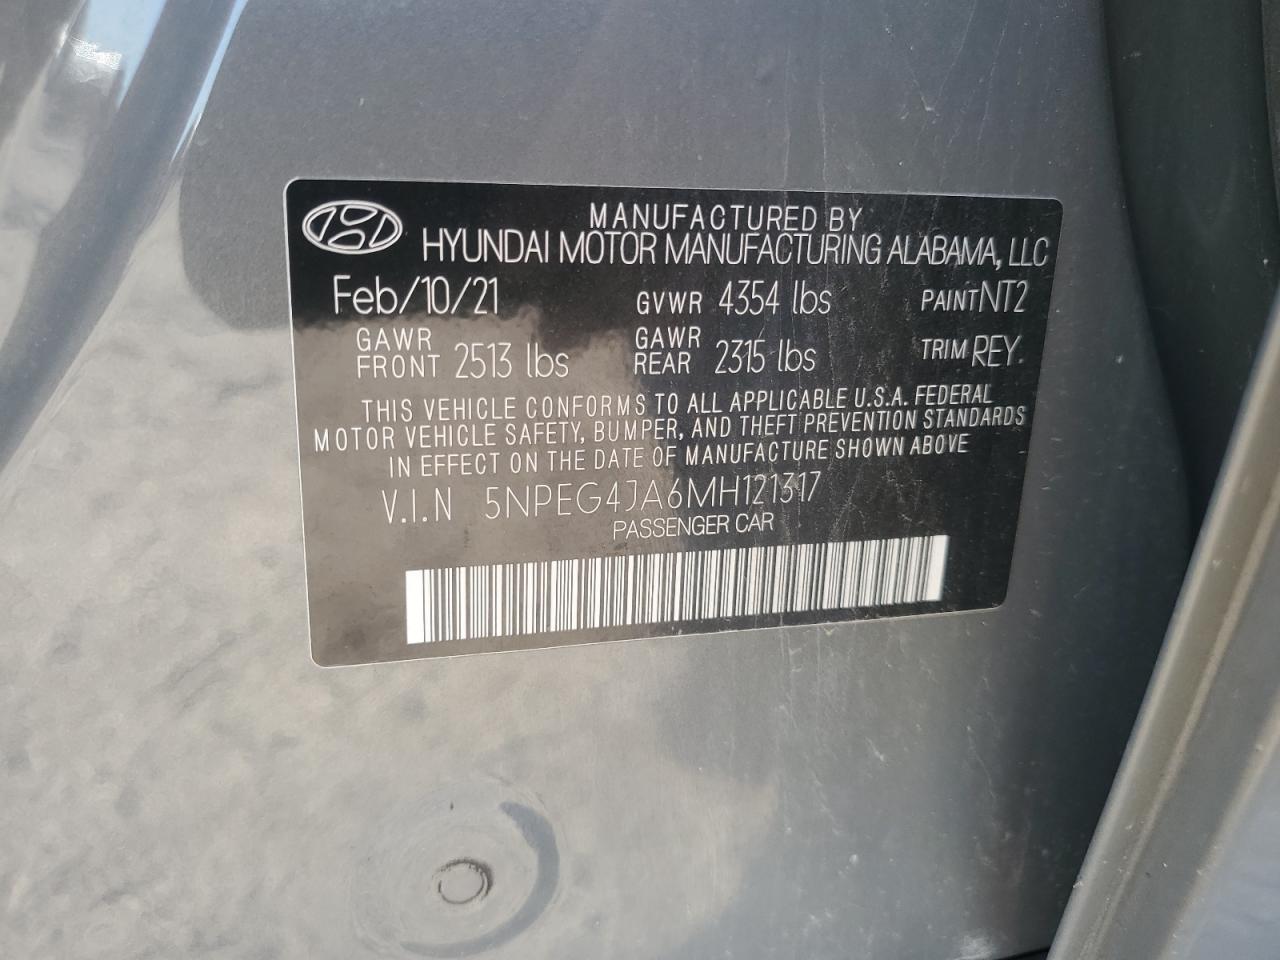 MANUFACTURED BY
HYUNDAI MOTOR MANUFACTURING ALABAMA, LLC
Feb/10/21 GVWR 4354 lbs PAINT NT2
GAWR FRONT 2513 lbs GAWR REAR 2315 lbs TRIM REY
THIS VEHICLE CONFORMS TO ALL APPLICABLE U.S.A. FEDERAL
MOTOR VEHICLE SAFETY, BUMPER, AND THEFT PREVENTION STANDARDS
IN EFFECT ON THE DATE OF MANUFACTURE SHOWN ABOVE
V.I.N 5NPEG4JA6MH121317
PASSENGER CAR